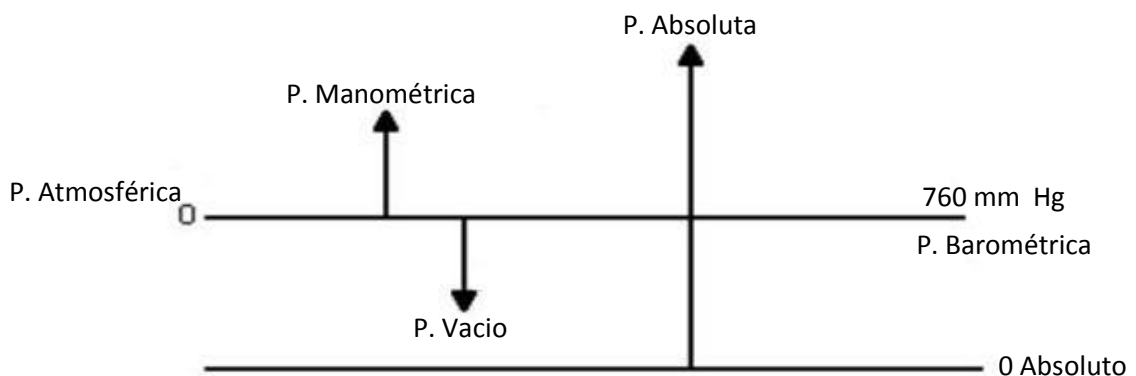 P. Absoluta
P. Manométrica
P. Atmosférica
0
760 mm Hg
P. Barométrica
P. Vacio
0 Absoluto